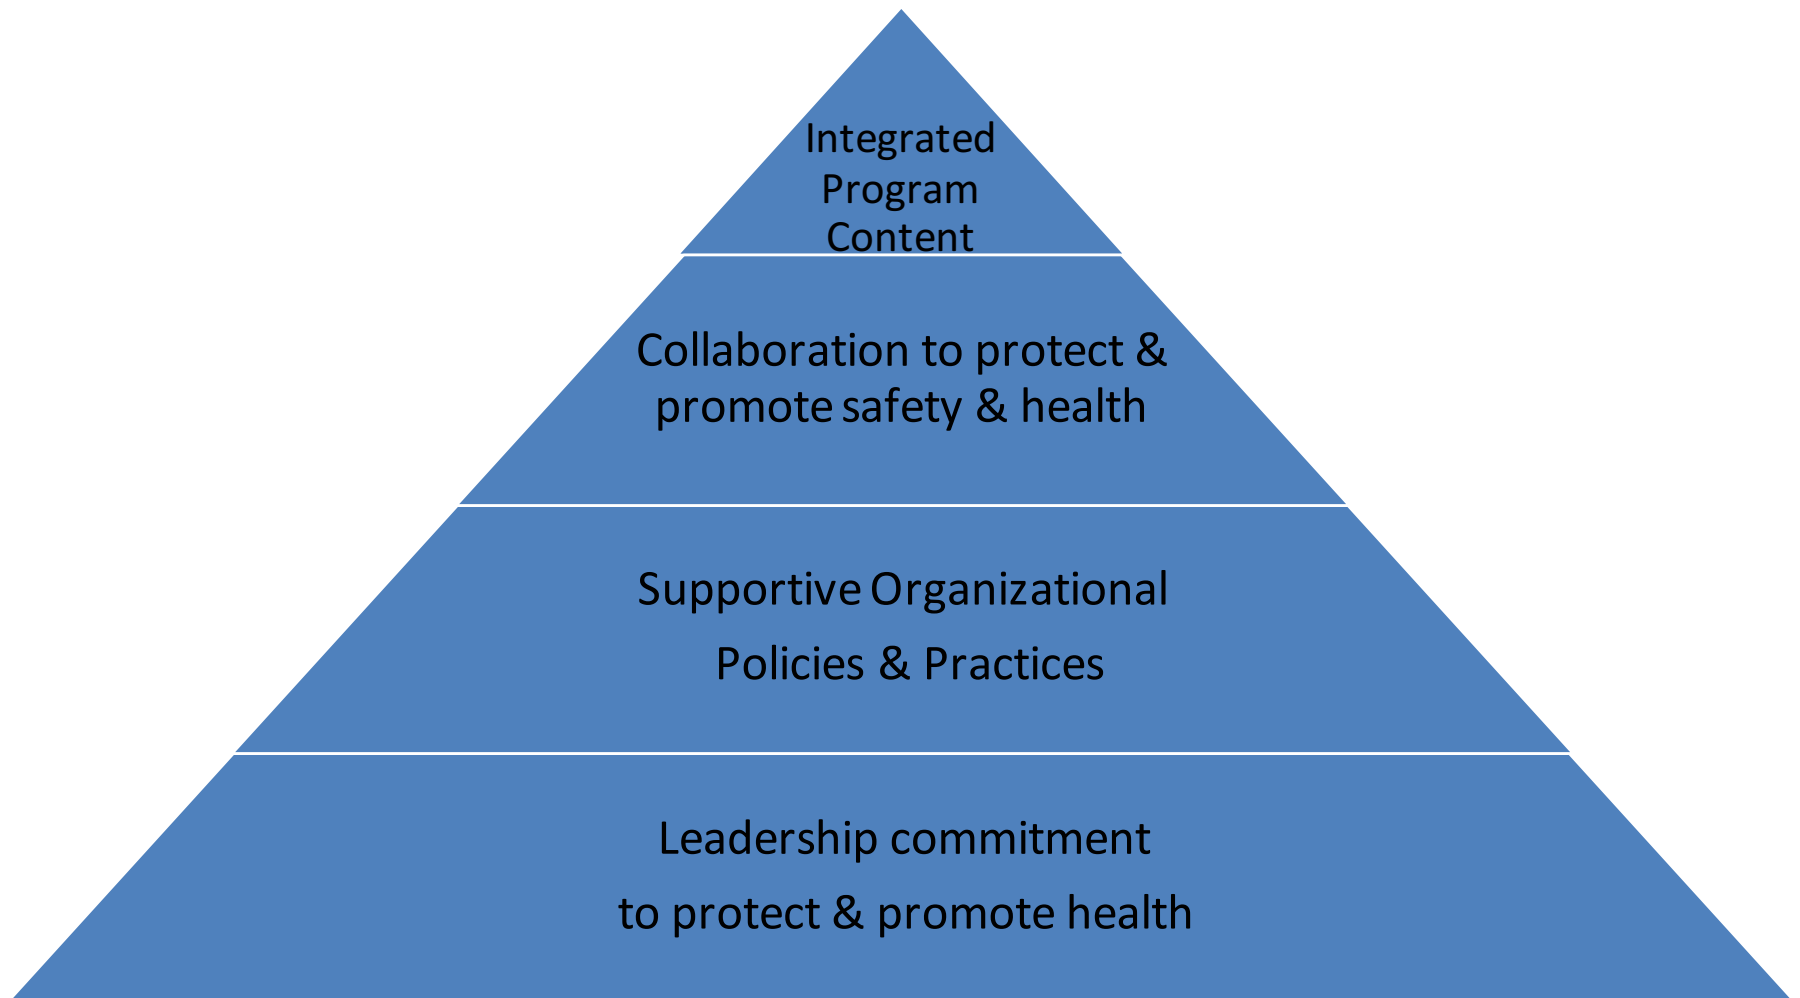 Integrated
Program
Content
Collaboration to protect &
promote safety & health
Supportive Organizational
Policies & Practices
Leadership commitment
to protect & promote health